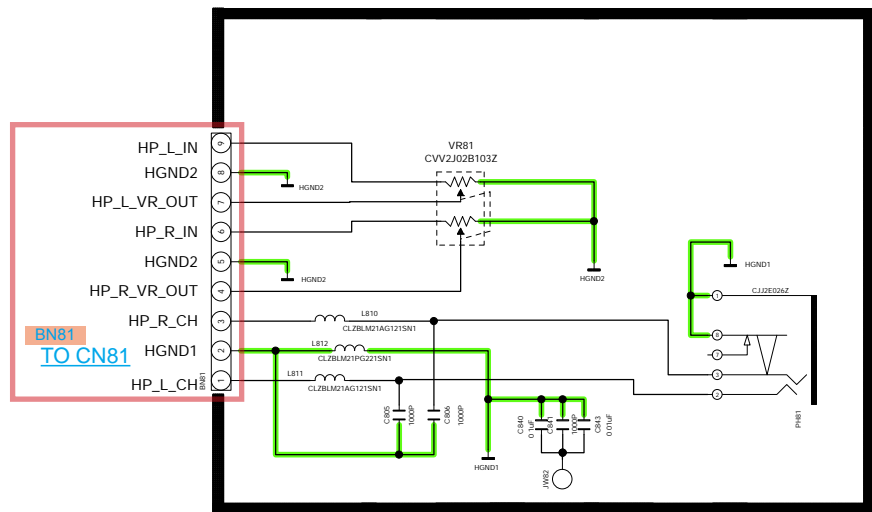 HP_L_IN
9
HGND2
8
HP_L_VR_OUT
7
HP_R_IN
6
HGND2
5
HP_R_VR_OUT
4
HP_R_CH
3
HGND1
2
HP_L_CH
1
BN81
BN81
TO CN81
HGND2
HGND2
VR81
CVV2J02B103Z
HGND2
L810
CLZBLM21AG121SN1
L812
CLZBLM21PG221SN1
L811
CLZBLM21AG121SN1
C805
1000P
C806
1000P
HGND1
C840
0.1uF
C841
1000P
C843
0.01uF
JW82
HGND1
CJJ2E026Z
1
8
7
3
2
PH81